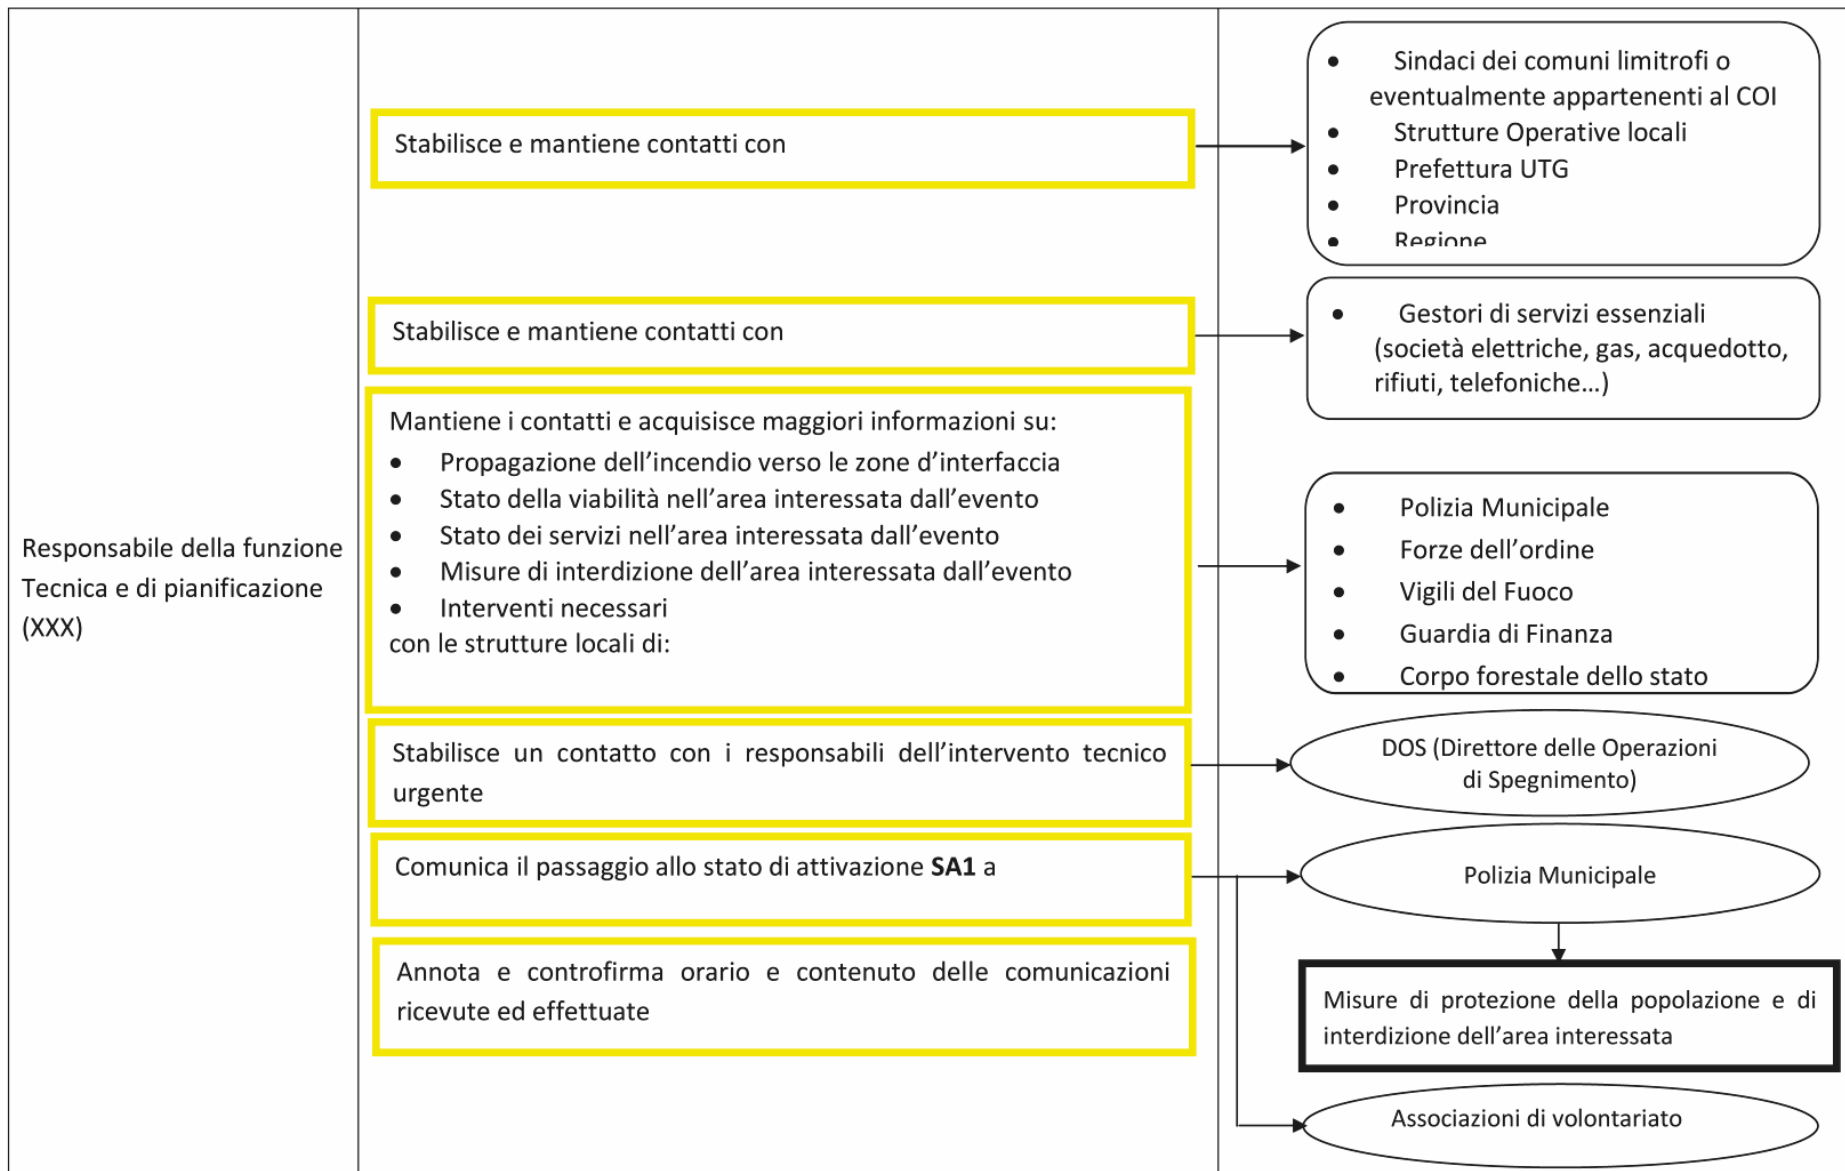 Responsabile della funzione
Tecnica e di pianificazione
(XXX)
Stabilisce e mantiene contatti con
• Sindaci dei comuni limitrofi o
eventualmente appartenenti al COI
• Strutture Operative locali
• Prefettura UTG
• Provincia
• Regione
Stabilisce e mantiene contatti con
• Gestori di servizi essenziali
(società elettriche, gas, acquedotto,
rifiuti, telefoniche...)
Mantiene i contatti e acquisisce maggiori informazioni su:
• Propagazione dell'incendio verso le zone d'interfaccia
• Stato della viabilità nell'area interessata dall'evento
• Stato dei servizi nell'area interessata dall'evento
• Misure di interdizione dell'area interessata dall'evento
• Interventi necessari
con le strutture locali di:
• Polizia Municipale
• Forze dell'ordine
• Vigili del Fuoco
• Guardia di Finanza
• Corpo forestale dello stato
Stabilisce un contatto con i responsabili dell'intervento tecnico
urgente
DOS (Direttore delle Operazioni
di Spegnimento)
Comunica il passaggio allo stato di attivazione SA1 a
Polizia Municipale
Annota e controfirma orario e contenuto delle comunicazioni
ricevute ed effettuate
Misure di protezione della popolazione e di
interdizione dell'area interessata
Associazioni di volontariato